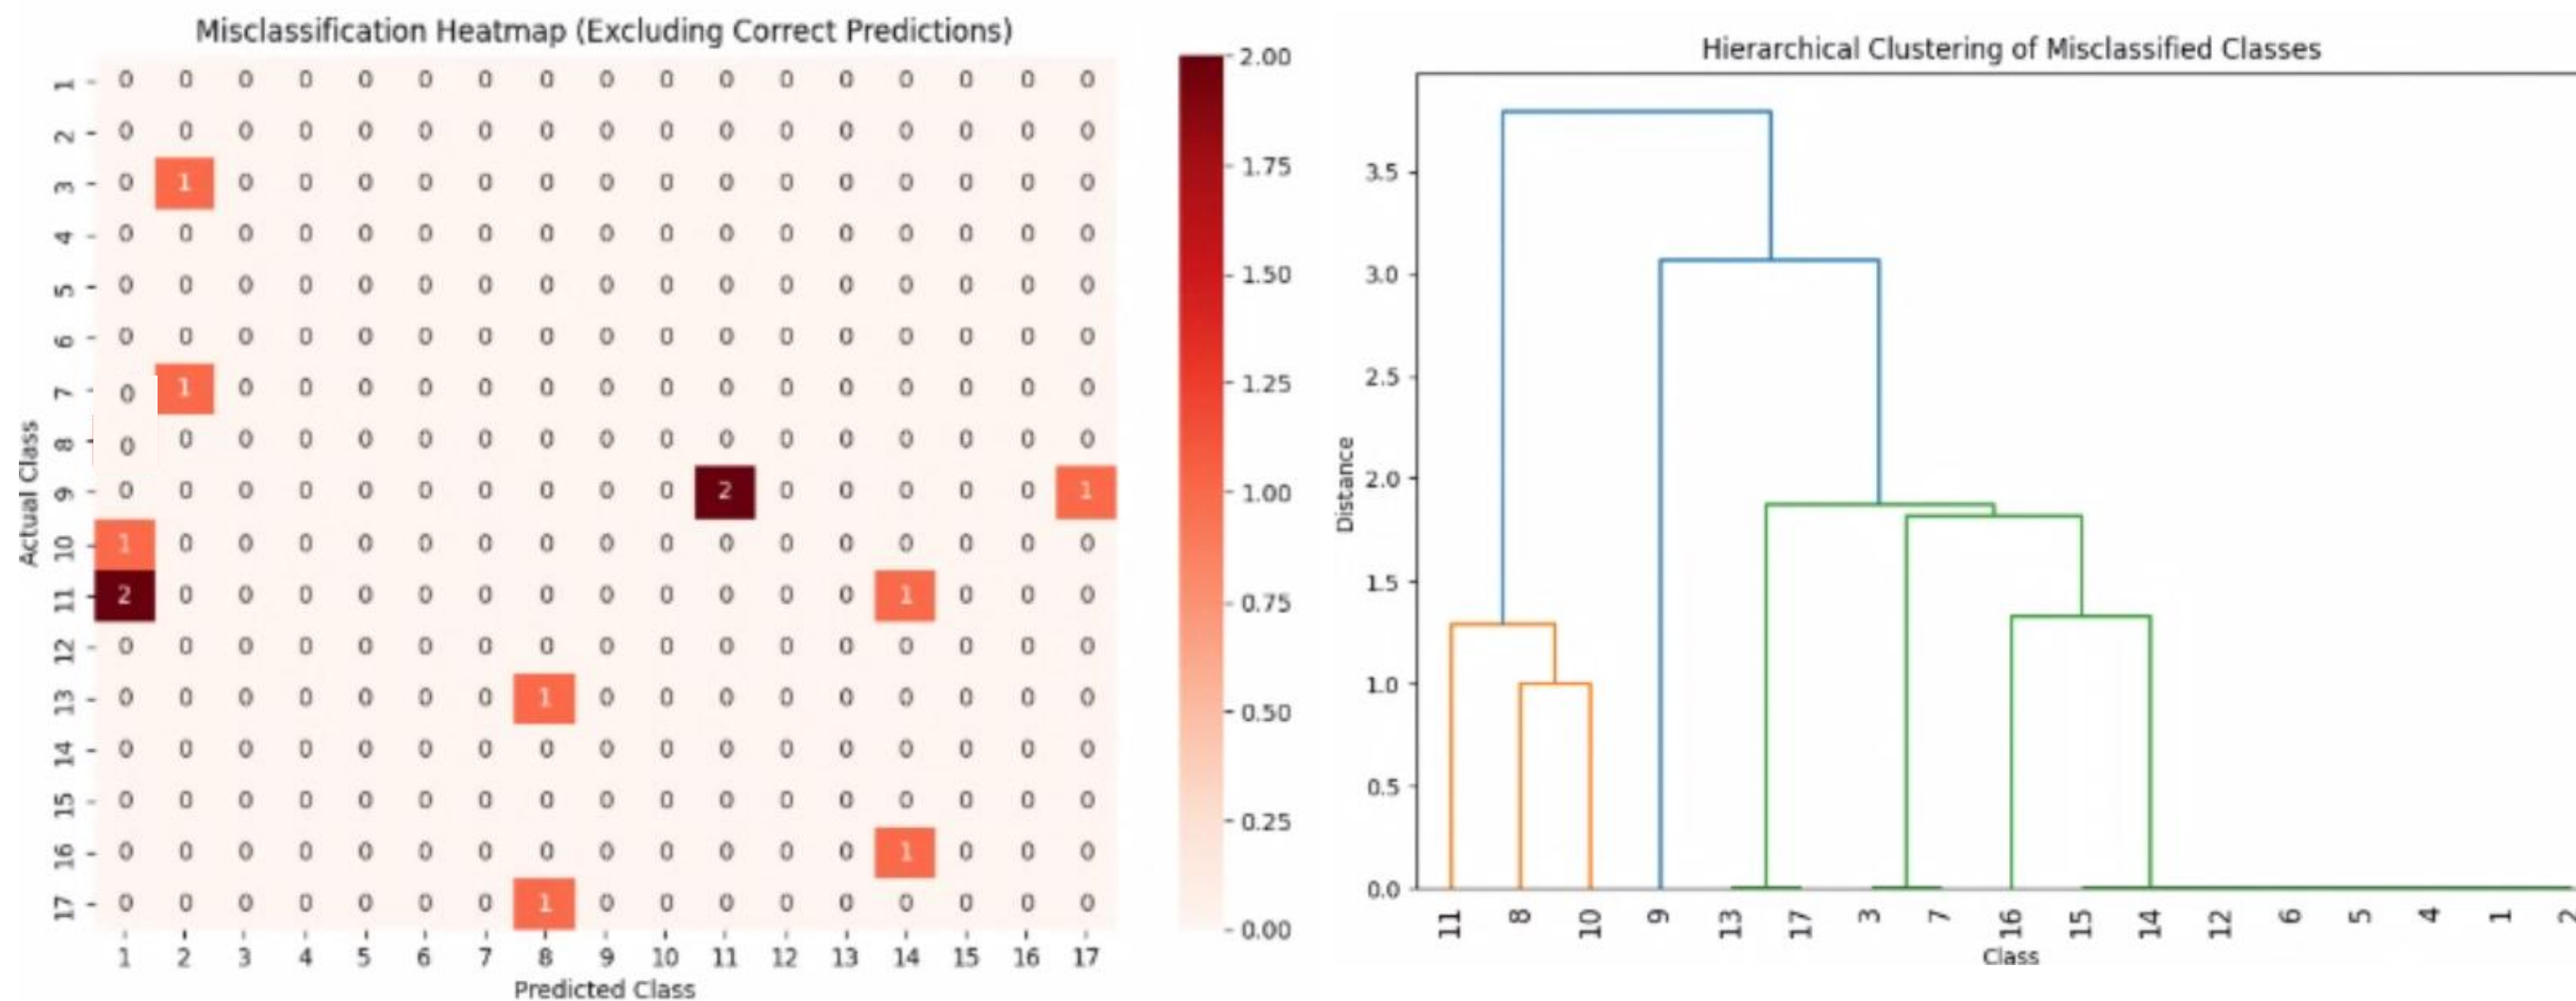 Misclassification Heatmap (Excluding Correct Predictions)
1 0 0 0 0 0 0 0 0 0 0 0 0 0 0 0 0 0
2 0 0 0 0 0 0 0 0 0 0 0 0 0 0 0 0 0
3 0 1 0 0 0 0 0 0 0 0 0 0 0 0 0 0 0
4 0 0 0 0 0 0 0 0 0 0 0 0 0 0 0 0 0
5 0 0 0 0 0 0 0 0 0 0 0 0 0 0 0 0 0
6 0 0 0 0 0 0 0 0 0 0 0 0 0 0 0 0 0
7 0 1 0 0 0 0 0 0 0 0 0 0 0 0 0 0 0
8 0 0 0 0 0 0 0 0 0 0 0 0 0 0 0 0 0
9 0 0 0 0 0 0 0 0 0 0 2 0 0 0 0 0 1
10 1 0 0 0 0 0 0 0 0 0 0 0 0 0 0 0 0
11 2 0 0 0 0 0 0 0 0 0 0 0 0 1 0 0 0
12 0 0 0 0 0 0 0 0 0 0 0 0 0 0 0 0 0
13 0 0 0 0 0 0 0 1 0 0 0 0 0 0 0 0 0
14 0 0 0 0 0 0 0 0 0 0 0 0 0 0 0 0 0
15 0 0 0 0 0 0 0 0 0 0 0 0 0 0 0 0 0
16 0 0 0 0 0 0 0 0 0 0 0 0 0 1 0 0 0
17 0 0 0 0 0 0 0 1 0 0 0 0 0 0 0 0 0
1 2 3 4 5 6 7 8 9 10 11 12 13 14 15 16 17
Actual Class
Predicted Class
2.00
1.75
1.50
1.25
1.00
0.75
0.50
0.25
0.00
Hierarchical Clustering of Misclassified Classes
Distance
3.5
3.0
2.5
2.0
1.5
1.0
0.5
0.0
11 8 10 9 13 17 3 7 16 15 14 12 6 5 4 1 2
Class